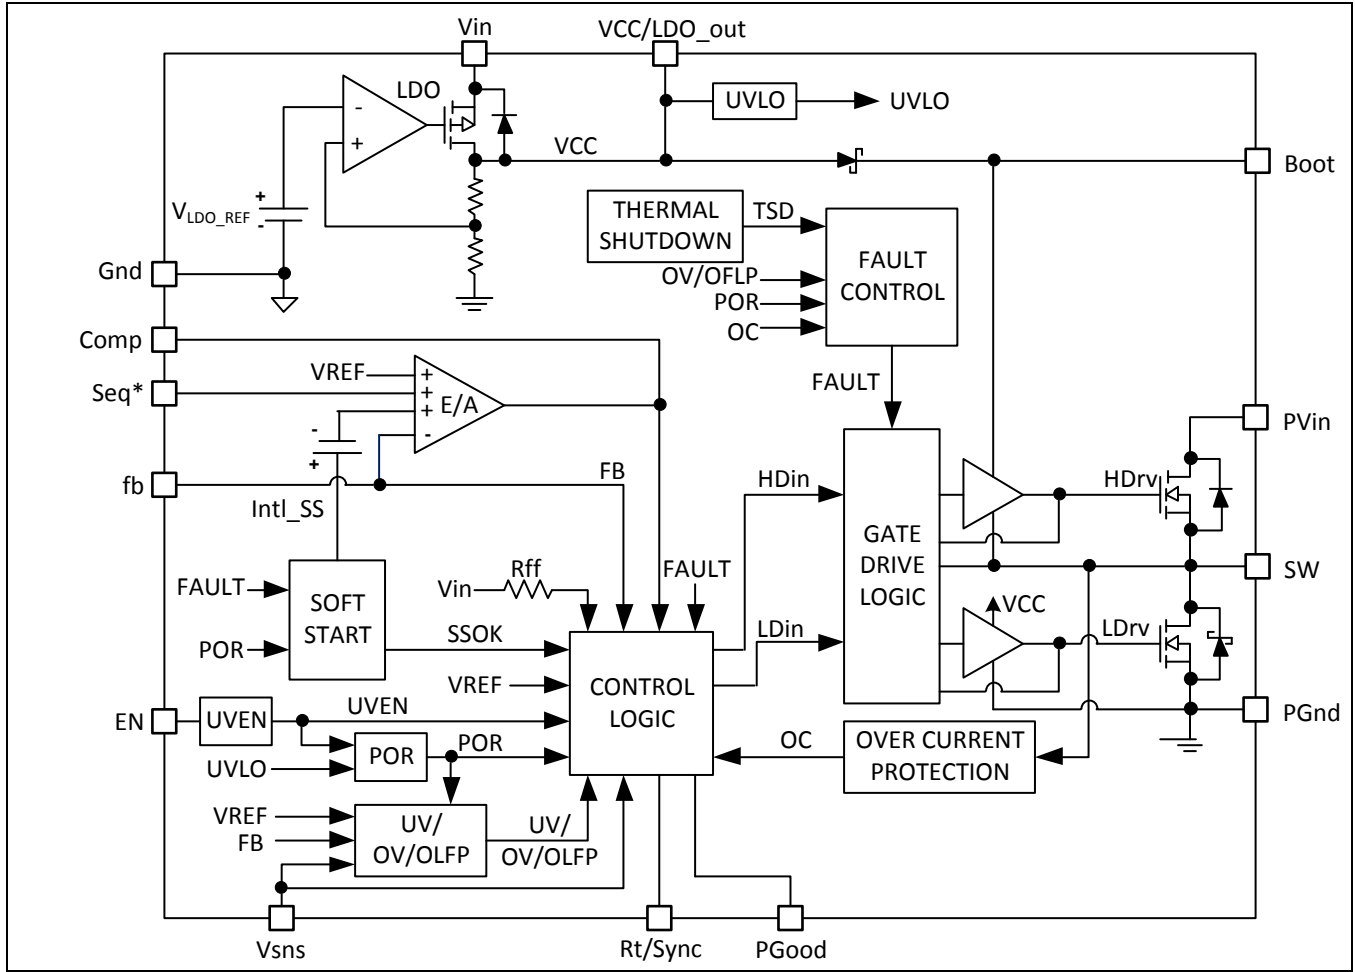 Vin
VCC/LDO_out
LDO
-
+
UVLO
UVLO
VCC
Boot
+
VLDO_REF
-
THERMAL
SHUTDOWN
TSD
FAULT
CONTROL
OV/OFLP
POR
OC
Gnd
Comp
VREF
Seq*
+
+
+
-
E/A
FAULT
-
+
PVin
fb
FB
Intl_SS
HDin
HDrv
GATE
DRIVE
LOGIC
FAULT
POR
SOFT
START
Vin
Rff
FAULT
SW
VCC
SSOK
LDin
LDrv
VREF
CONTROL
LOGIC
EN
UVEN
UVEN
PGnd
UVLO
POR
POR
OC
OVER CURRENT
PROTECTION
VREF
FB
UV/
OV/OLFP
UV/
OV/OLFP
Vsns
Rt/Sync
PGood